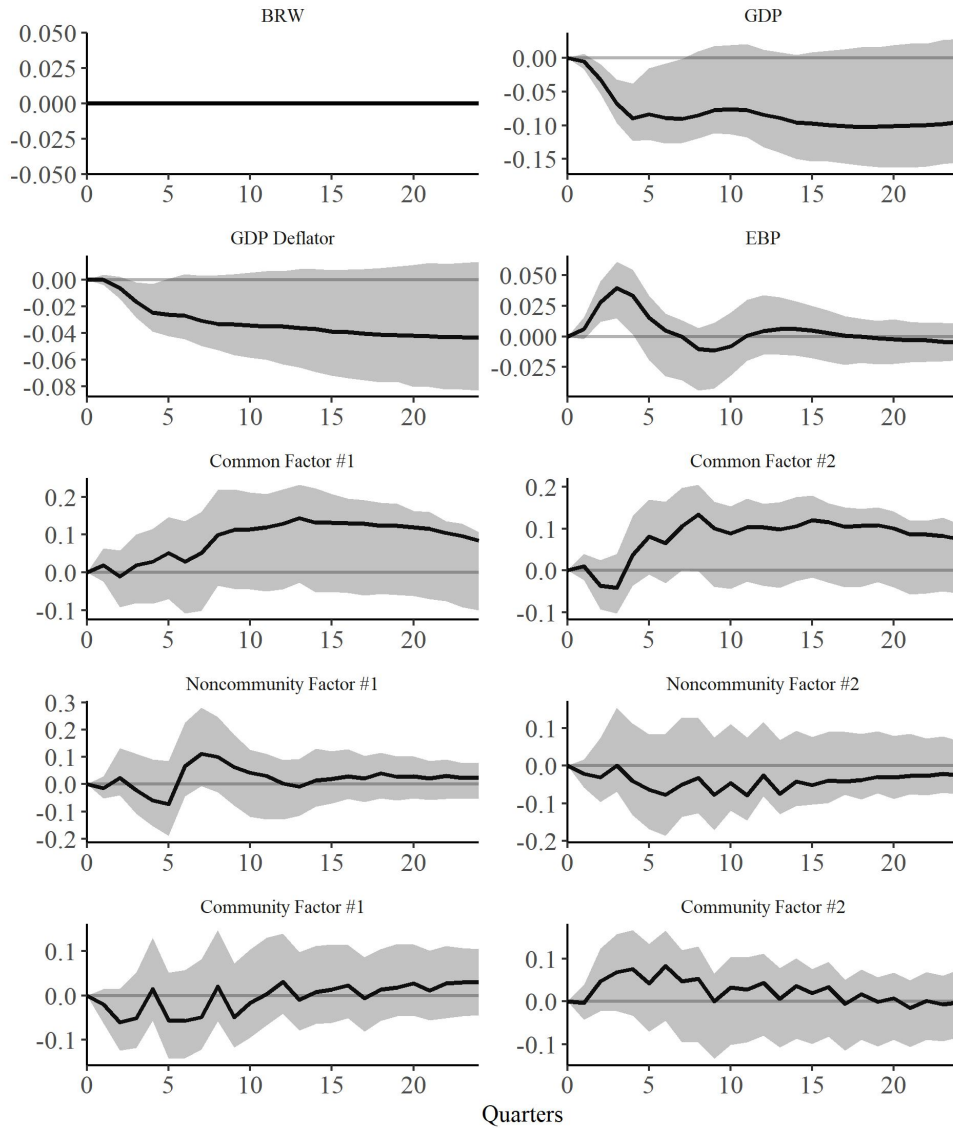 BRW
0.050
0.025
0.000
-0.025
-0.050
0 5 10 15 20
GDP
0.00
-0.05
-0.10
-0.15
0 5 10 15 20
GDP Deflator
0.00
-0.02
-0.04
-0.06
-0.08
0 5 10 15 20
EBP
0.050
0.025
0.000
-0.025
0 5 10 15 20
Common Factor #1
0.2
0.1
0.0
-0.1
0 5 10 15 20
Common Factor #2
0.2
0.1
0.0
-0.1
0 5 10 15 20
Noncommunity Factor #1
0.3
0.2
0.1
0.0
-0.1
-0.2
0 5 10 15 20
Noncommunity Factor #2
0.1
-0.0
-0.1
-0.2
0 5 10 15 20
Community Factor #1
0.1
0.0
-0.1
0 5 10 15 20
Community Factor #2
0.1
0.0
-0.1
0 5 10 15 20
Quarters